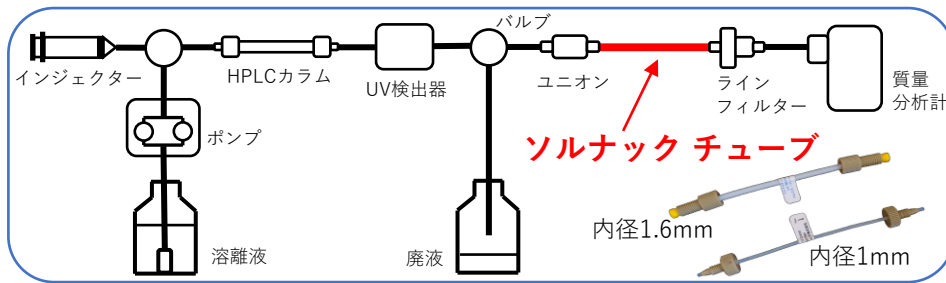 バルブ
インジェクター
HPLCカラム
UV検出器
ユニオン
ライン
フィルター
質量
分析計
ポンプ
ソルナック チューブ
内径1.6mm
内径1mm
溶離液
廃液